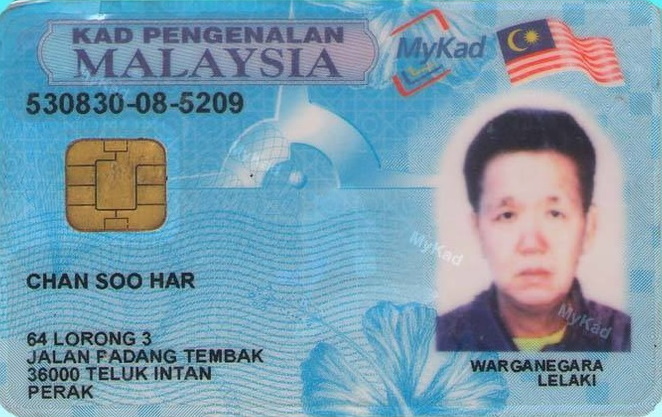 KAD PENGENALAN
MALAYSIA
MyKad
530830-08-5209
MyKad
MyKad
MyKad
CHAN SOO HAR
64 LORONG 3
JALAN PADANG TEMBAK
36000 TELUK INTAN
PERAK
WARGANEGARA
LELAKI